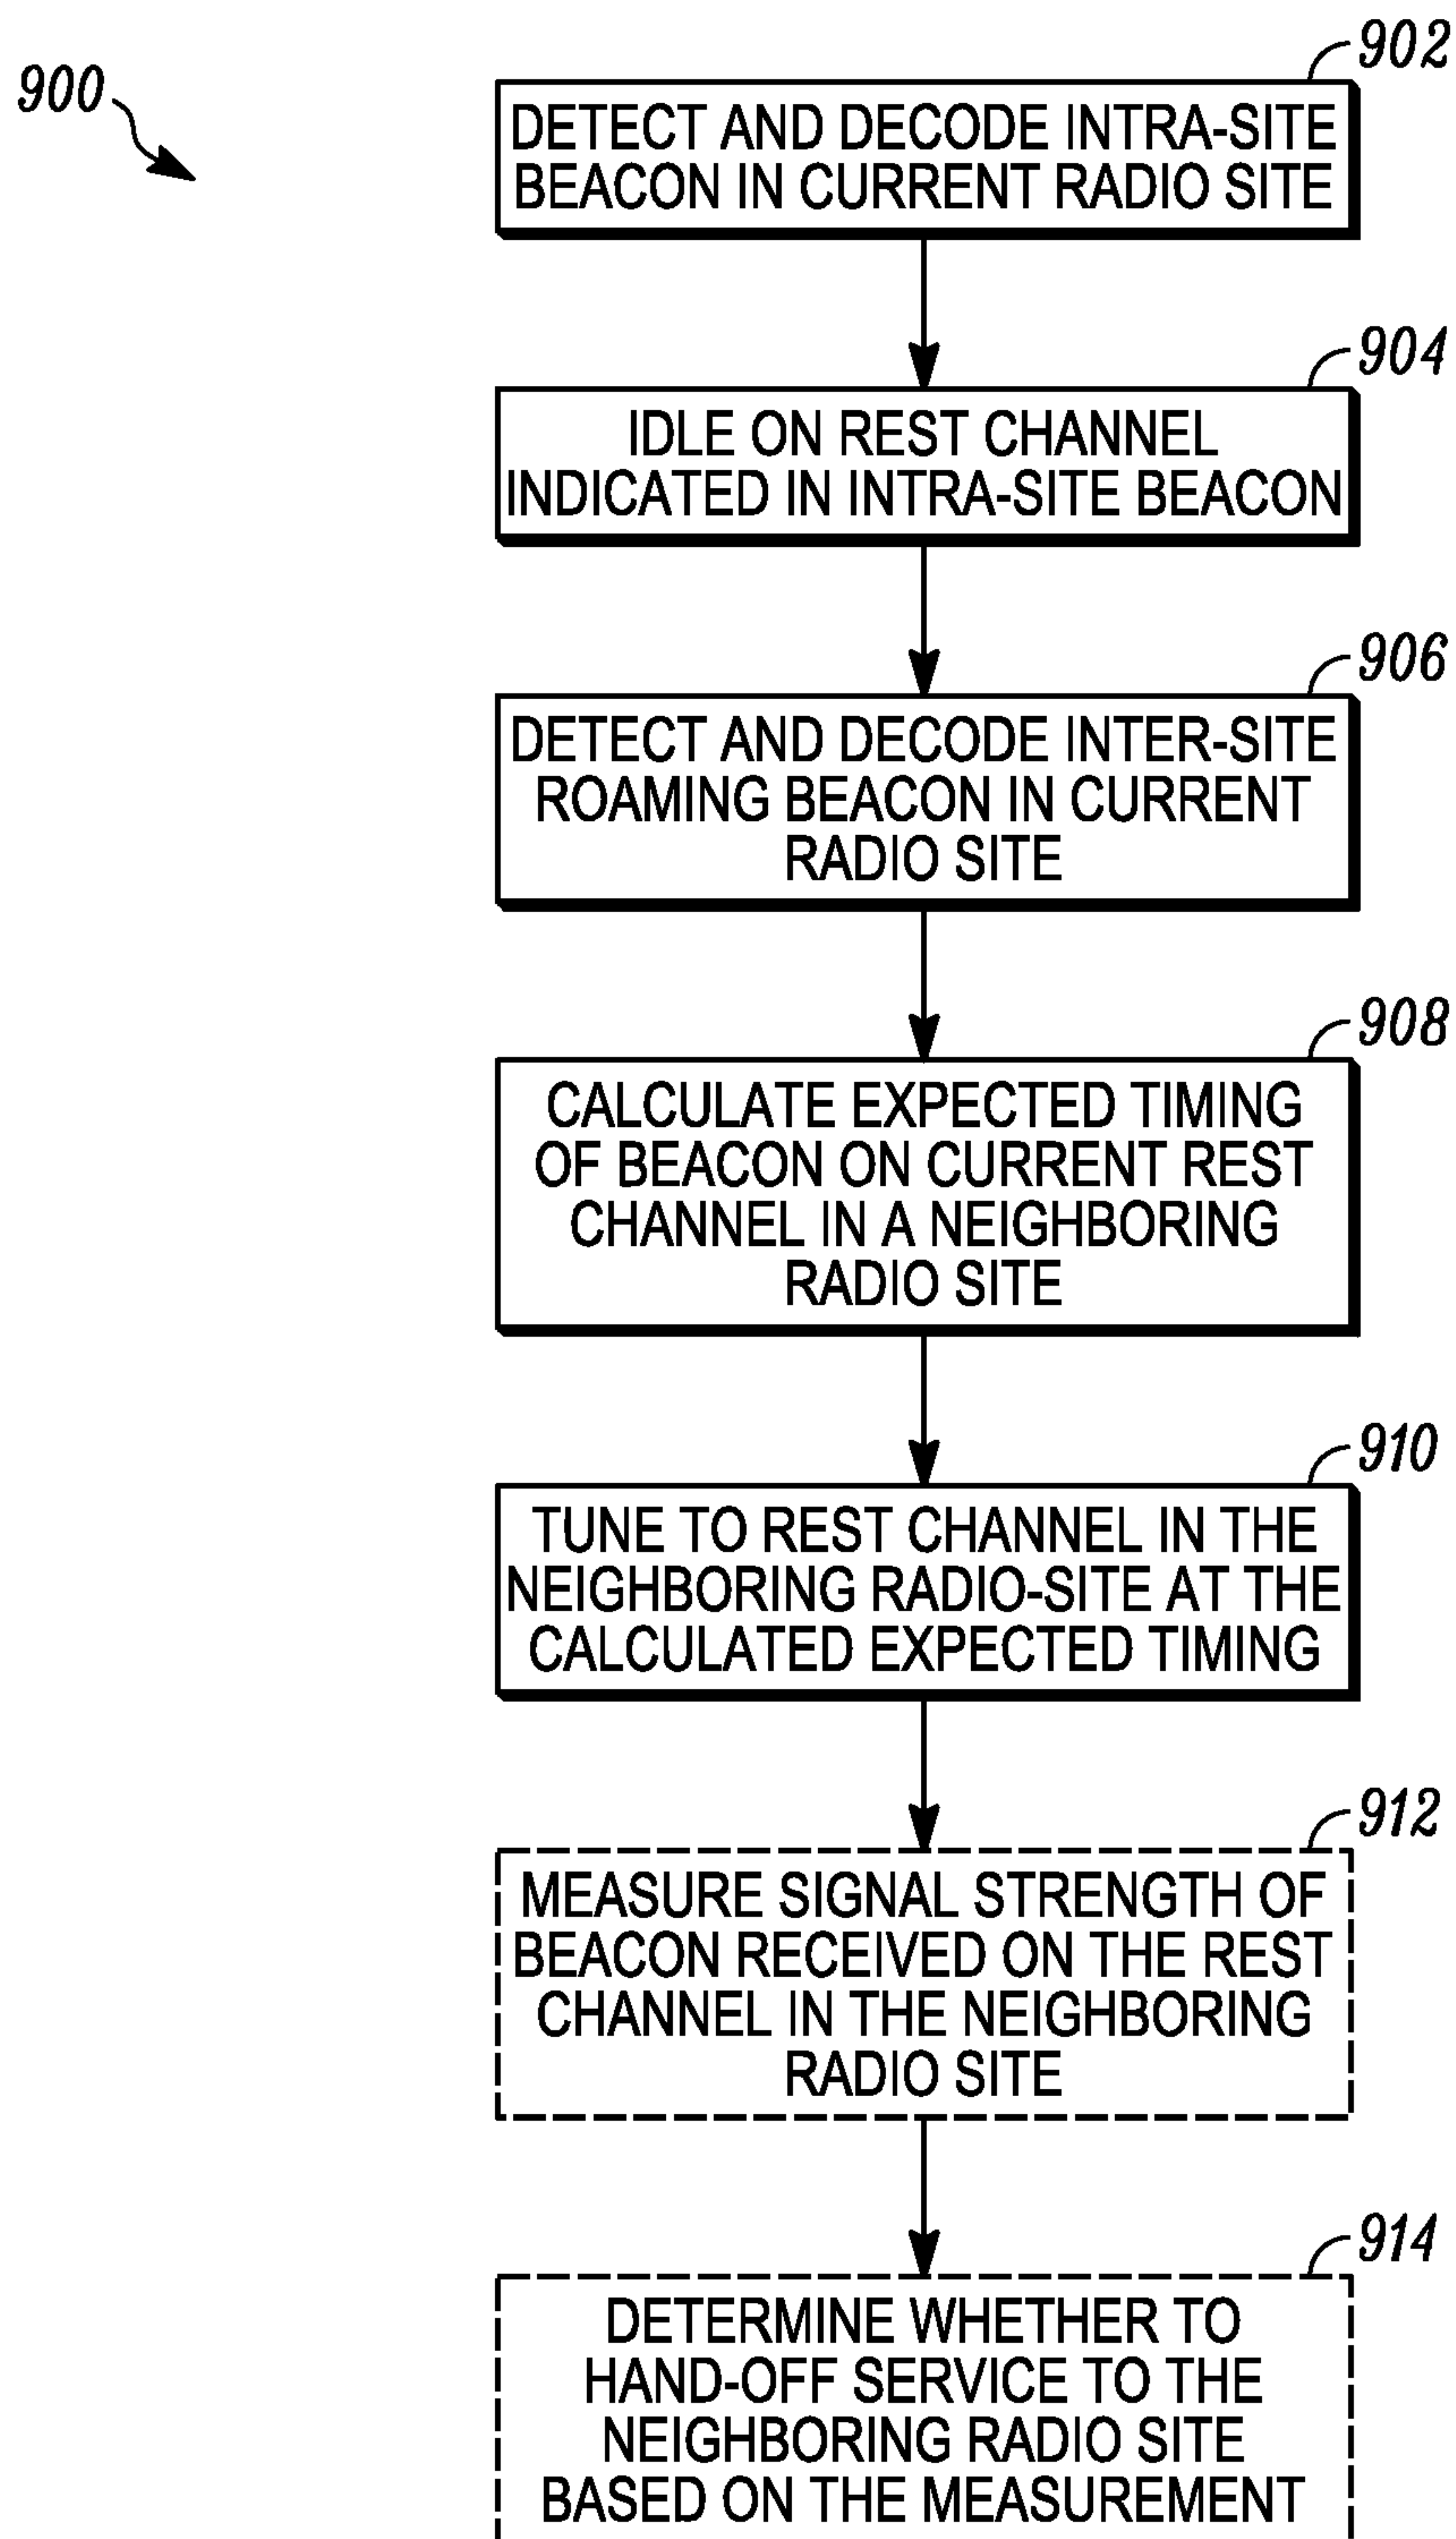 900
902
DETECT AND DECODE INTRA-SITE
BEACON IN CURRENT RADIO SITE
904
IDLE ON REST CHANNEL
INDICATED IN INTRA-SITE BEACON
906
DETECT AND DECODE INTER-SITE
ROAMING BEACON IN CURRENT
RADIO SITE
908
CALCULATE EXPECTED TIMING
OF BEACON ON CURRENT REST
CHANNEL IN A NEIGHBORING
RADIO SITE
910
TUNE TO REST CHANNEL IN THE
NEIGHBORING RADIO-SITE AT THE
CALCULATED EXPECTED TIMING
912
MEASURE SIGNAL STRENGTH OF
BEACON RECEIVED ON THE REST
CHANNEL IN THE NEIGHBORING
RADIO SITE
914
DETERMINE WHETHER TO
HAND-OFF SERVICE TO THE
NEIGHBORING RADIO SITE
BASED ON THE MEASUREMENT